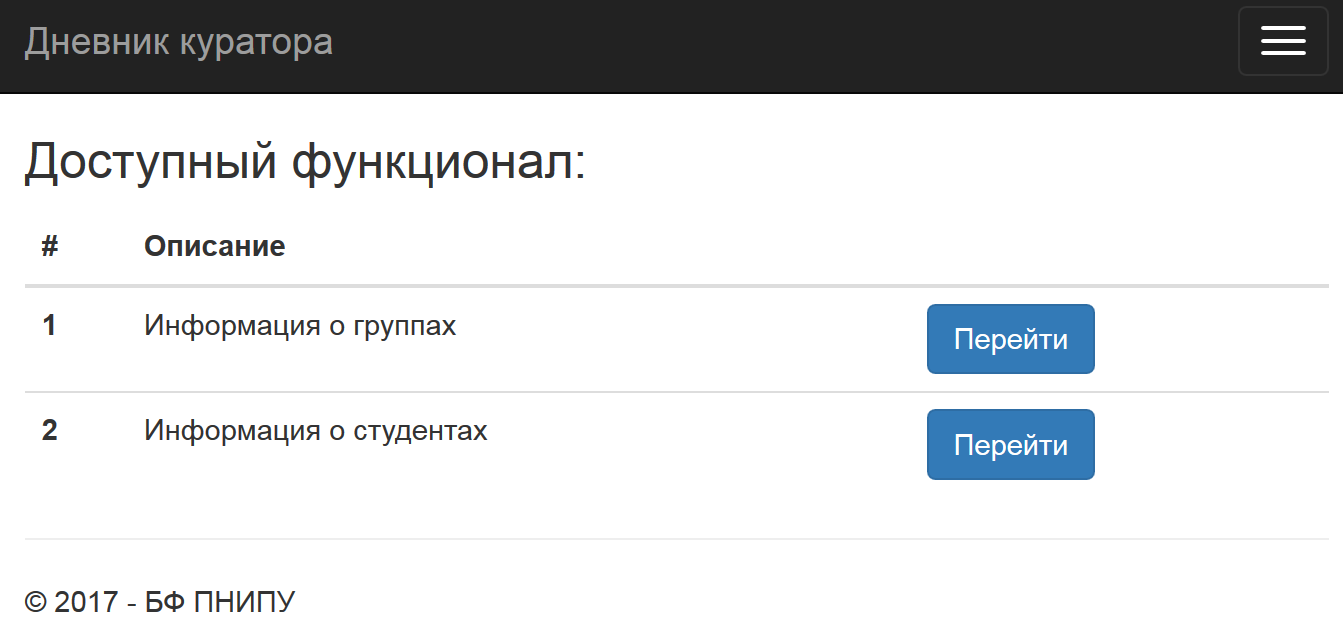 Дневник куратора
Доступный функционал:
# Описание
1 Информация о группах Перейти
2 Информация о студентах Перейти
© 2017 - БФ ПНИПУ